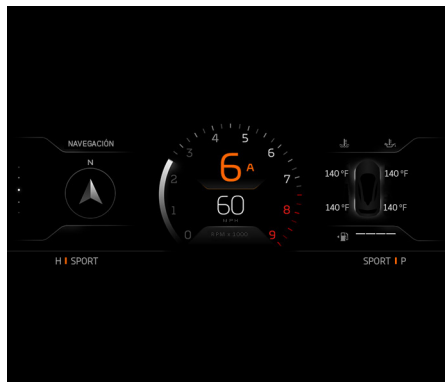 NAVEGACIÓN
N
0
1
2
3
4
5
6
7
8
9
6 A
60
MPH
RPM x 1000
140 °F
140 °F
140 °F
140 °F
H I SPORT
SPORT I P